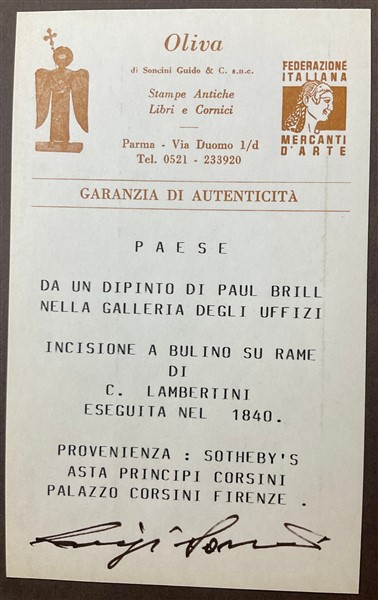 Oliva
di Soncini Guido & C. s.n.c.
Stampe Antiche
Libri e Cornici
Parma - Via Duomo 1/d
Tel. 0521 - 233920
FEDERAZIONE
ITALIANA
MERCANTI
D'ARTE
GARANZIA DI AUTENTICITÀ
PAESE
DA UN DIPINTO DI PAUL BRILL
NELLA GALLERIA DEGLI UFFIZI
INCISIONE A BULINO SU RAME
DI
C. LAMBERTINI
ESEGUITA NEL 1840.
PROVENIENZA : SOTHEBY'S
ASTA PRINCIPI CORSINI
PALAZZO CORSINI FIRENZE .